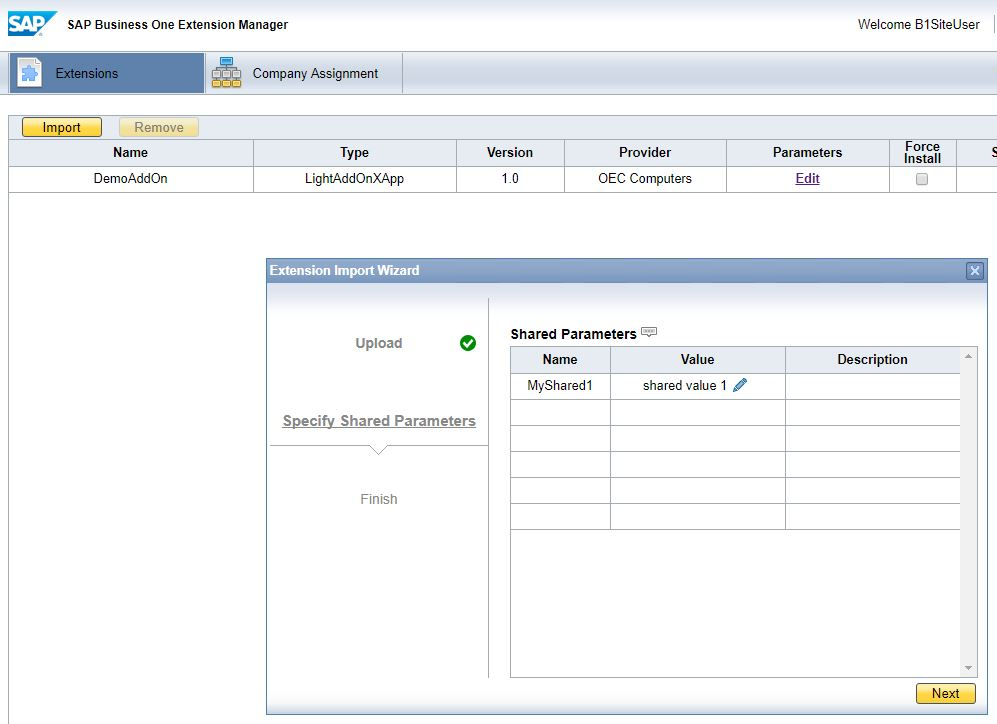 SAP SAP Business One Extension Manager Welcome B1SiteUser
Extensions Company Assignment
Import Remove
Name Type Version Provider Parameters Force Install S
DemoAddOn LightAddOnXApp 1.0 OEC Computers Edit
Extension Import Wizard
Upload
Shared Parameters
Name Value Description
MyShared1 shared value 1
Specify Shared Parameters
Finish
Next